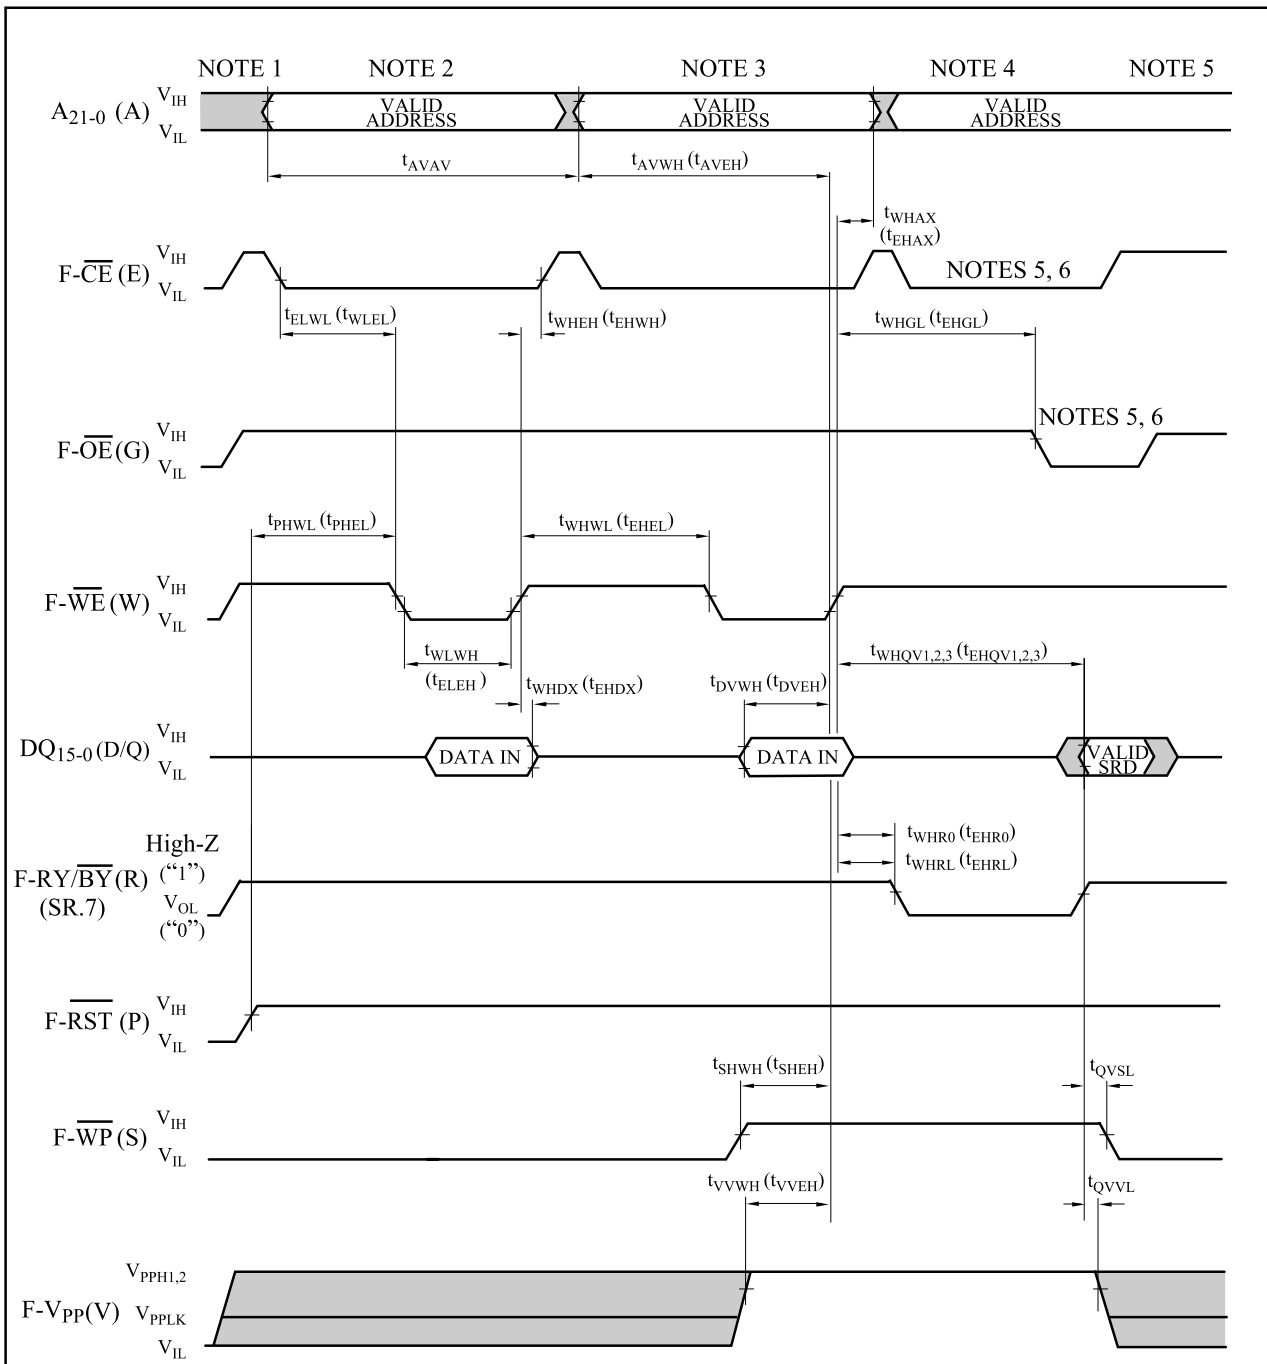 NOTE 1 NOTE 2 NOTE 3 NOTE 4 NOTE 5
A21-0 (A) VIH VIL
VALID ADDRESS VALID ADDRESS VALID ADDRESS
tAVAV tAVWH (tAVEH)
tWHAX
(tEHAX)
F-CE (E) VIH VIL
NOTES 5, 6
tELWL (tWLEL) tWHEH (tEHWH) tWHGL (tEHGL)
F-OE (G) VIH VIL
NOTES 5, 6
tPHWL (tPHEL) tWHWL (tEHEL)
F-WE (W) VIH VIL
tWLWH
(tELEH)
tWHDX (tEHDX) tDVWH (tDVEH) tWHQV1,2,3 (tEHQV1,2,3)
DQ15-0 (D/Q) VIH VIL
DATA IN DATA IN VALID SRD
tWHR0 (tEHR0)
tWHRL (tEHRL)
F-RY/BY (R)
(SR.7)
High-Z
(“1”)
VOL
(“0”)
F-RST (P) VIH VIL
tSHWH (tSHEH) tQVSL
F-WP (S) VIH VIL
tVVWH (tVVEH) tQVVL
F-VPP (V) VPPH1,2 VPPLK VIL